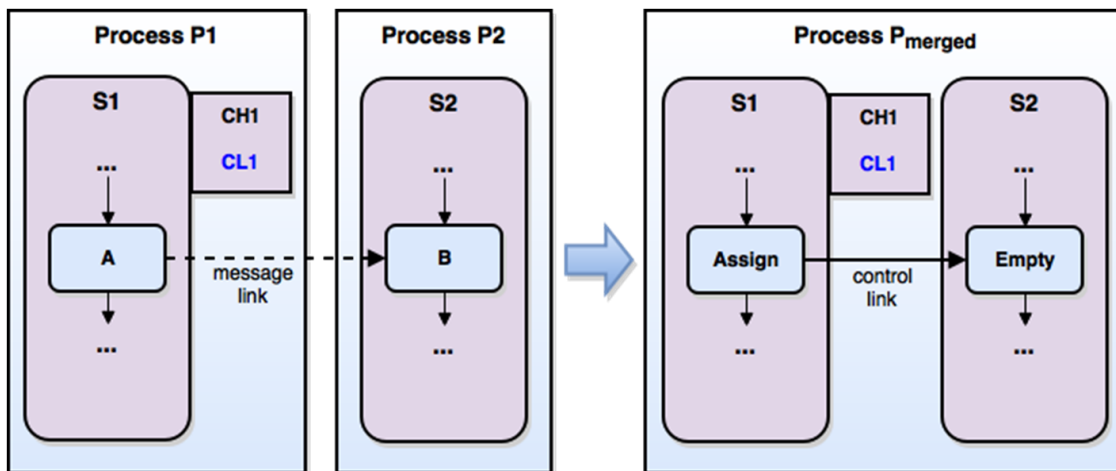 Process P1
S1
CH1
CL1
...
A
message
link
...
Process P2
S2
...
B
...
Process Pmerged
S1
CH1
CL1
...
Assign
control
link
...
S2
...
Empty
...